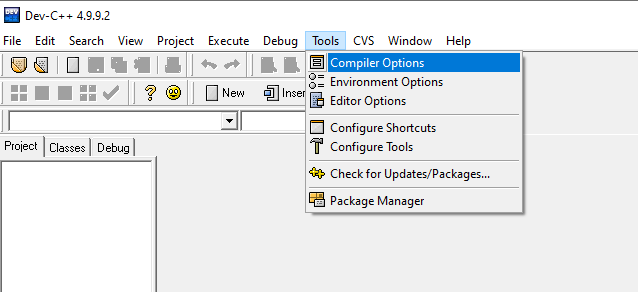 DEV
Dev-C++ 4.9.9.2
File Edit Search View Project Execute Debug Tools CVS Window Help
Compiler Options
Environment Options
Editor Options
Configure Shortcuts
Configure Tools
Check for Updates/Packages...
Package Manager
New
Project Classes Debug